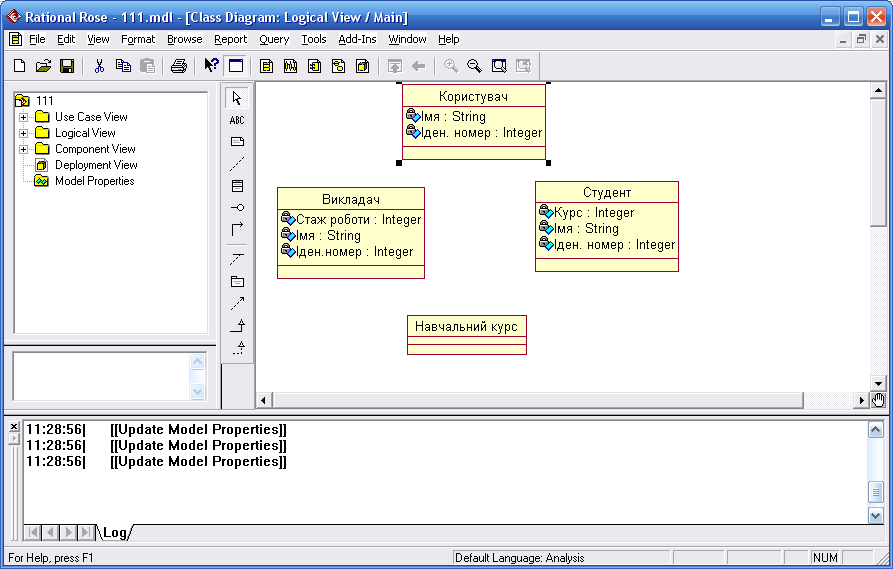 Rational Rose - 111.mdl - [Class Diagram: Logical View / Main]
File Edit View Format Browse Report Query Tools Add-Ins Window Help
111
Use Case View
Logical View
Component View
Deployment View
Model Properties
ABC
Користувач
Імя : String
Іден. номер : Integer
Викладач
Стаж роботи : Integer
Імя : String
Іден.номер : Integer
Студент
Курс : Integer
Імя : String
Іден. номер : Integer
Навчальний курс
11:28:56| [[Update Model Properties]]
11:28:56| [[Update Model Properties]]
11:28:56| [[Update Model Properties]]
Log
For Help, press F1 Default Language: Analysis NUM